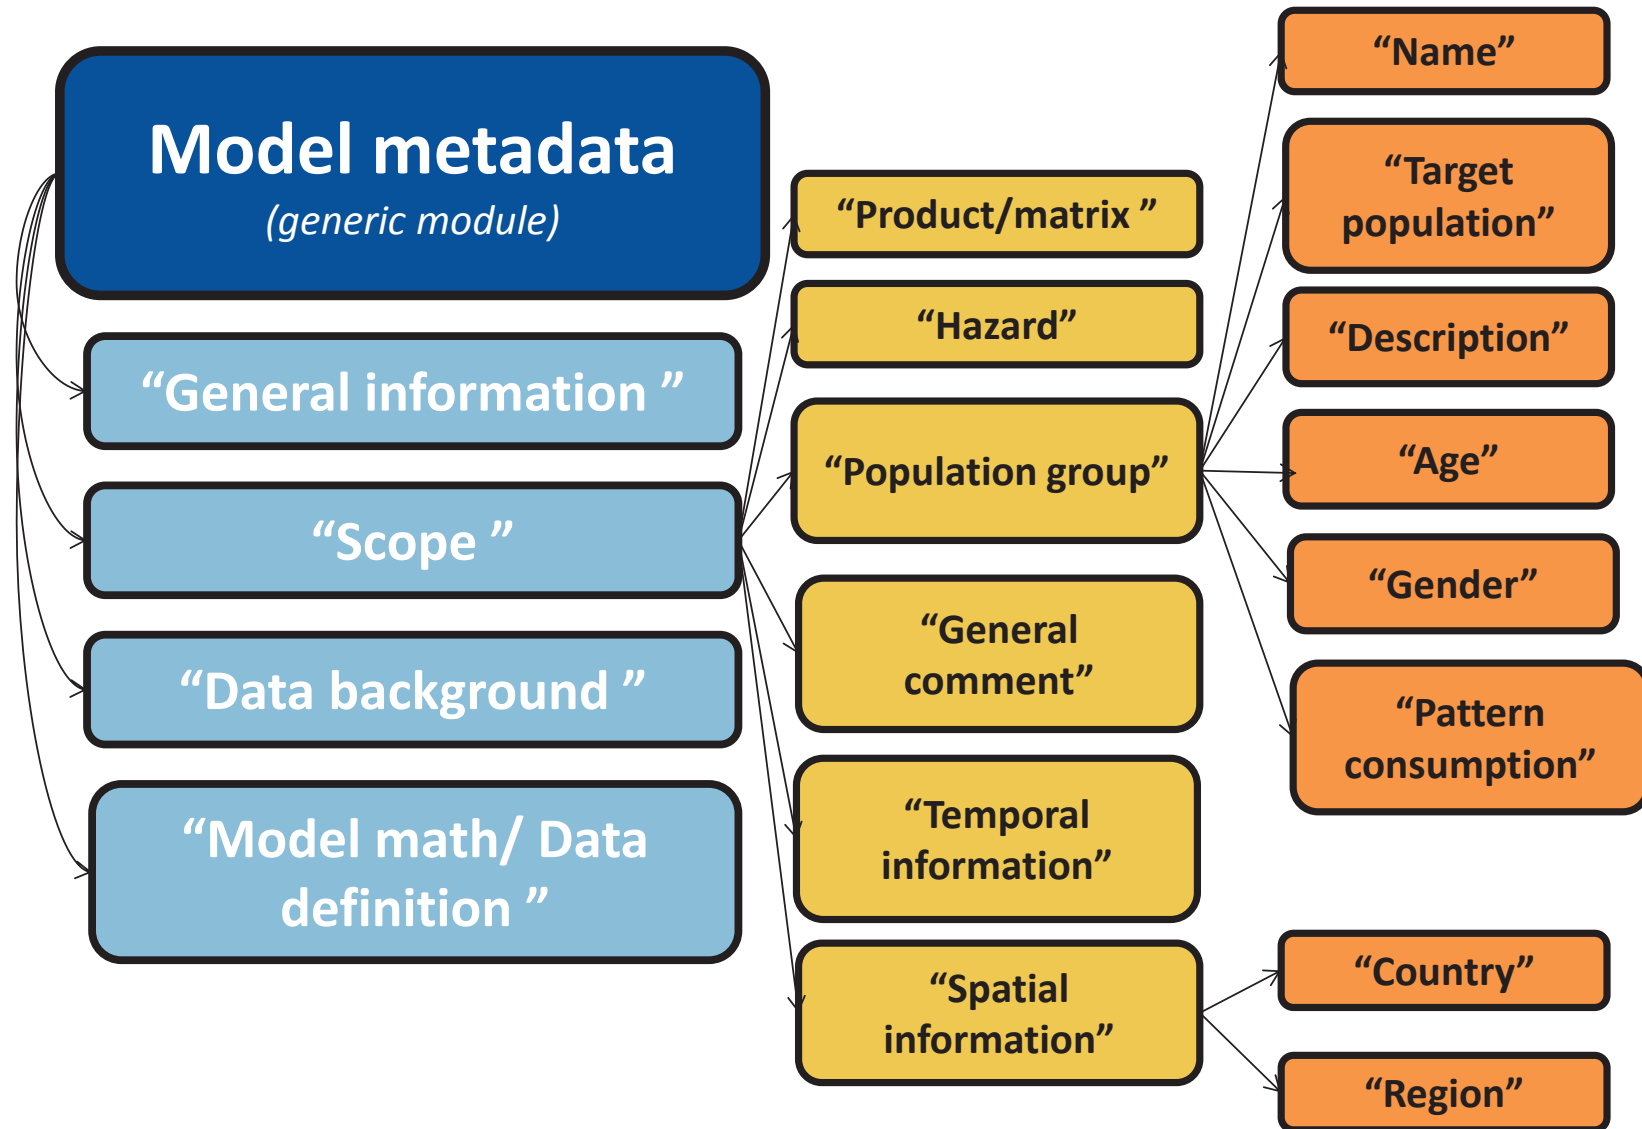 Model metadata
(generic module)
“General information ”
“Scope ”
“Data background ”
“Model math/ Data
definition ”
“Product/matrix ”
“Hazard”
“Population group”
“General
comment”
“Temporal
information”
“Spatial
information”
“Name”
“Target
population”
“Description”
“Age”
“Gender”
“Pattern
consumption”
“Country”
“Region”